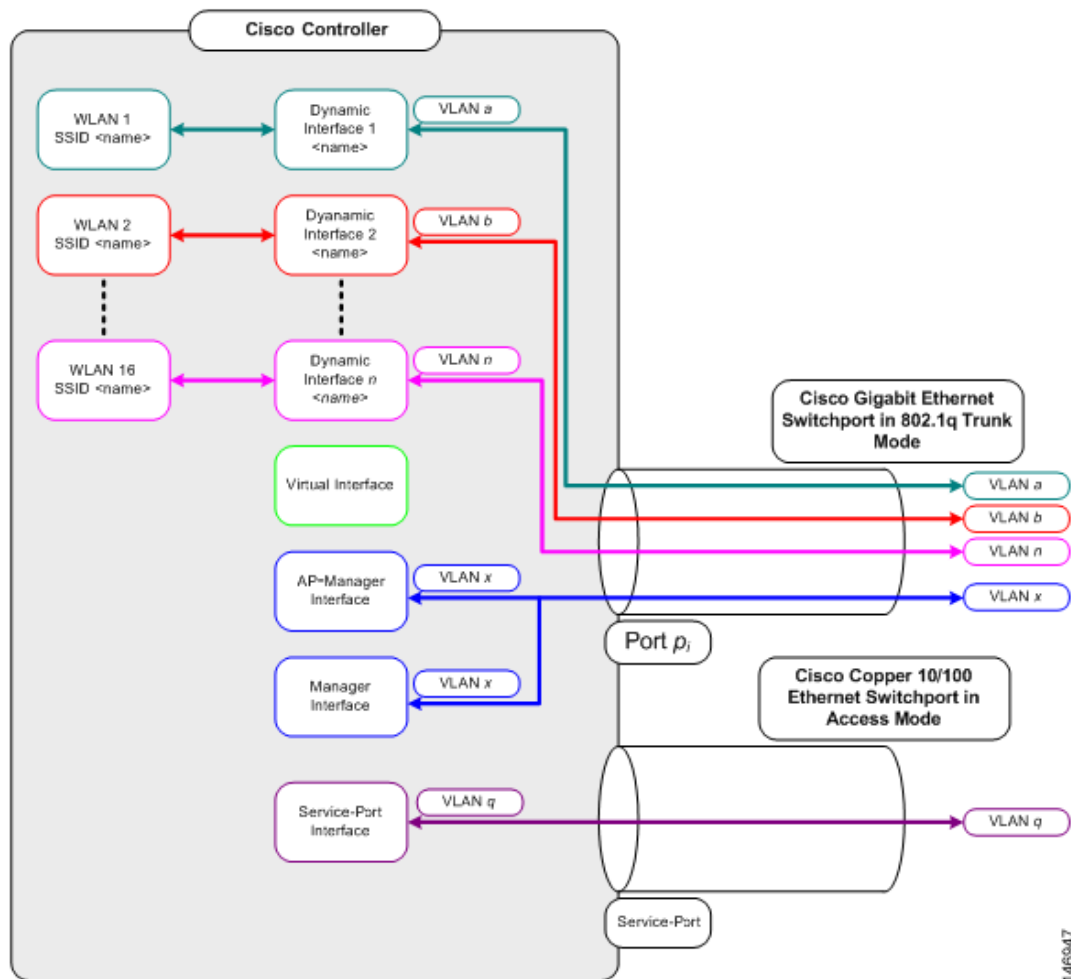 Cisco Controller
WLAN 1
SSID <name>
Dynamic
Interface 1
<name>
VLAN a
WLAN 2
SSID <name>
Dyanamic
Interface 2
<name>
VLAN b
WLAN 16
SSID <name>
Dynamic
Interface n
<name>
VLAN n
Virtual Interface
AP-Manager
Interface
VLAN x
Manager
Interface
VLAN x
Service-Port
Interface
VLAN q
Cisco Gigabit Ethernet
Switchport in 802.1q Trunk
Mode
VLAN a
VLAN b
VLAN n
VLAN x
Port pi
Cisco Copper 10/100
Ethernet Switchport in
Access Mode
VLAN q
Service-Port
146947